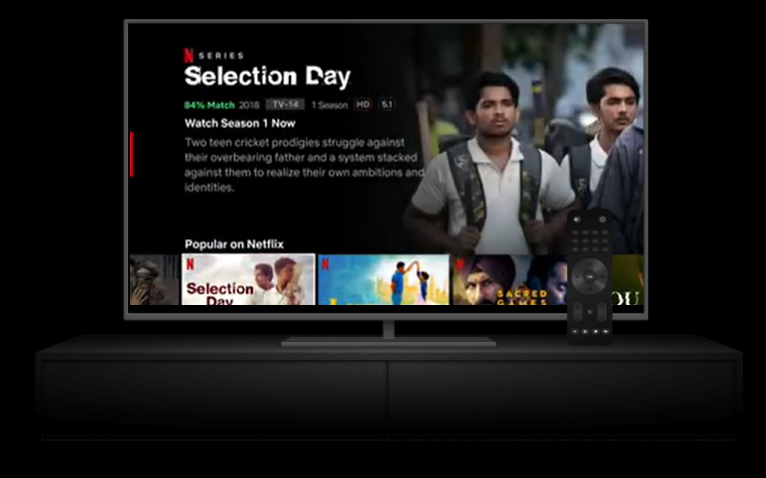 N SERIES
Selection Day
84% Match 2018 TV-14 1 Season HD 5.1
Watch Season 1 Now
Two teen cricket prodigies struggle against
their overbearing father and a system stacked
against them to realize their own ambitions and
identities.
Popular on Netflix
N
N
N
Selection
Day
SACRED
GAMES